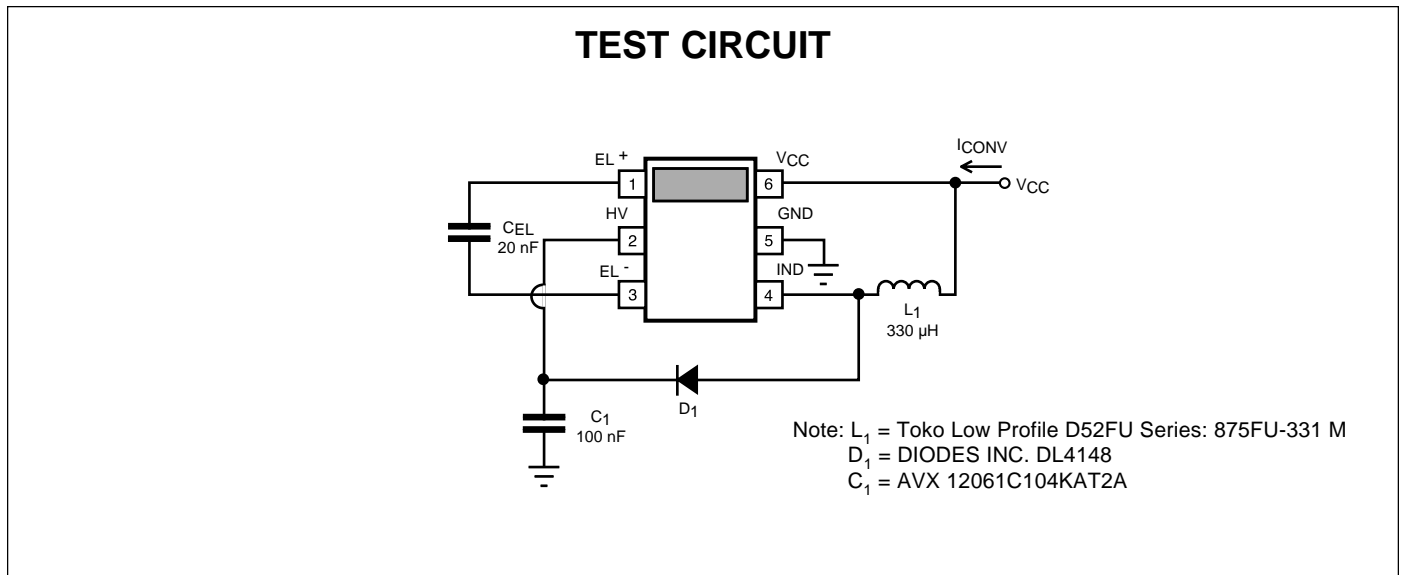 TEST CIRCUIT
EL +
1
HV
2
EL -
3
VCC
6
GND
5
IND
4
ICONV
VCC
CEL
20 nF
L1
330 µH
D1
C1
100 nF
Note: L1 = Toko Low Profile D52FU Series: 875FU-331 M
D1 = DIODES INC. DL4148
C1 = AVX 12061C104KAT2A